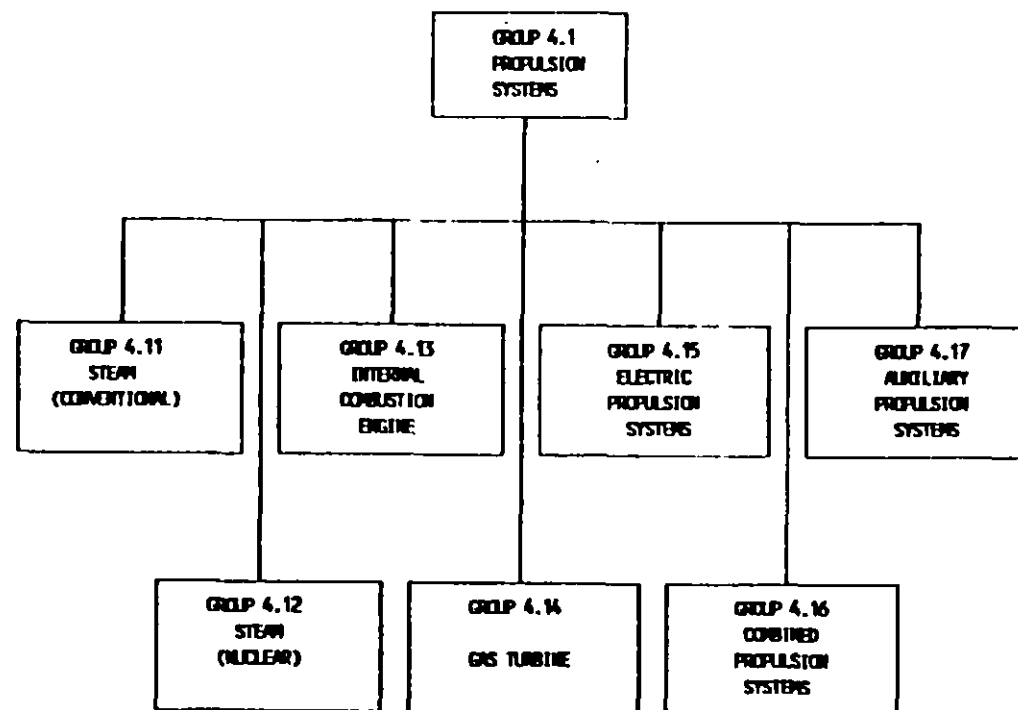 GROUP 4.1
PROPULSION
SYSTEMS
GROUP 4.11
STEAM
(CONVENTIONAL)
GROUP 4.13
INTERNAL
COMBUSTION
ENGINE
GROUP 4.15
ELECTRIC
PROPULSION
SYSTEMS
GROUP 4.17
AUXILIARY
PROPULSION
SYSTEMS
GROUP 4.12
STEAM
(NUCLEAR)
GROUP 4.14
GAS TURBINE
GROUP 4.16
COMBINED
PROPULSION
SYSTEMS